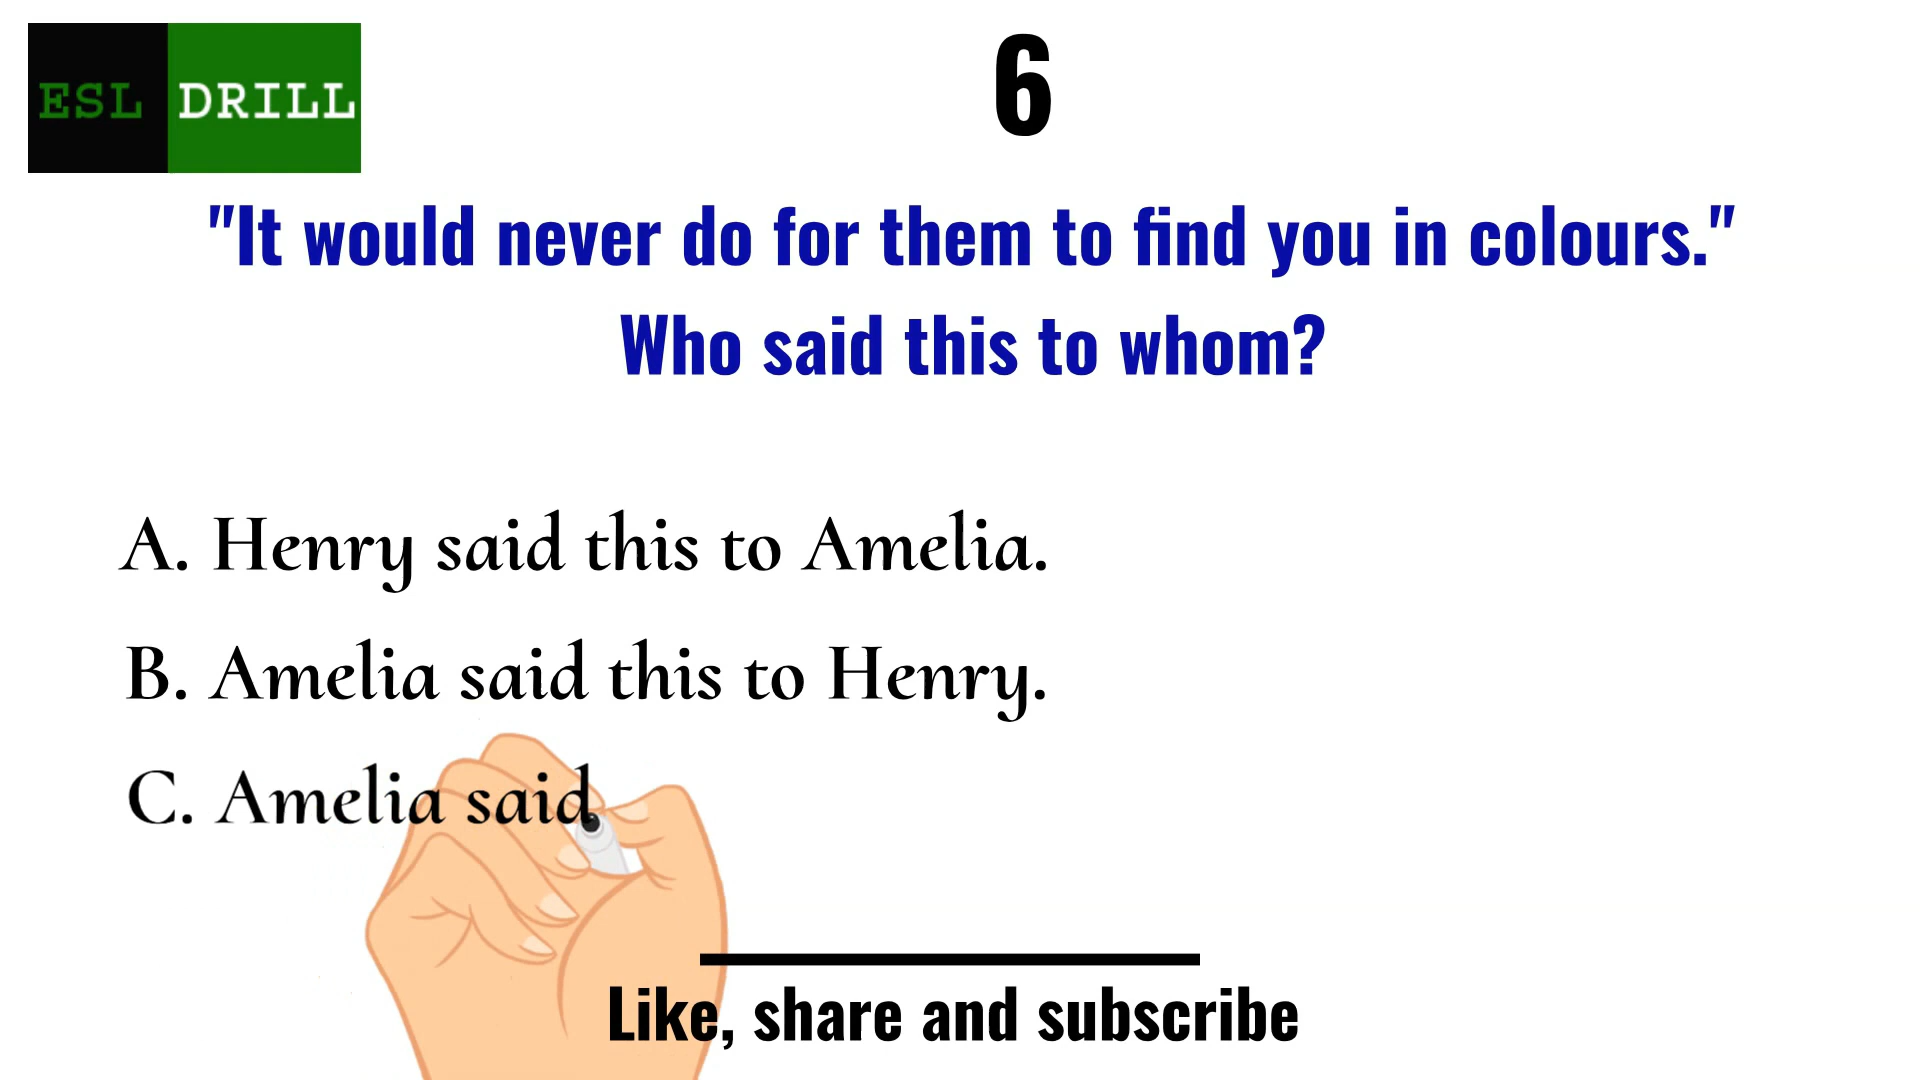 ESL DRILL
6
"It would never do for them to find you in colours."
Who said this to whom?
A. Henry said this to Amelia.
B. Amelia said this to Henry.
C. Amelia said
Like, share and subscribe